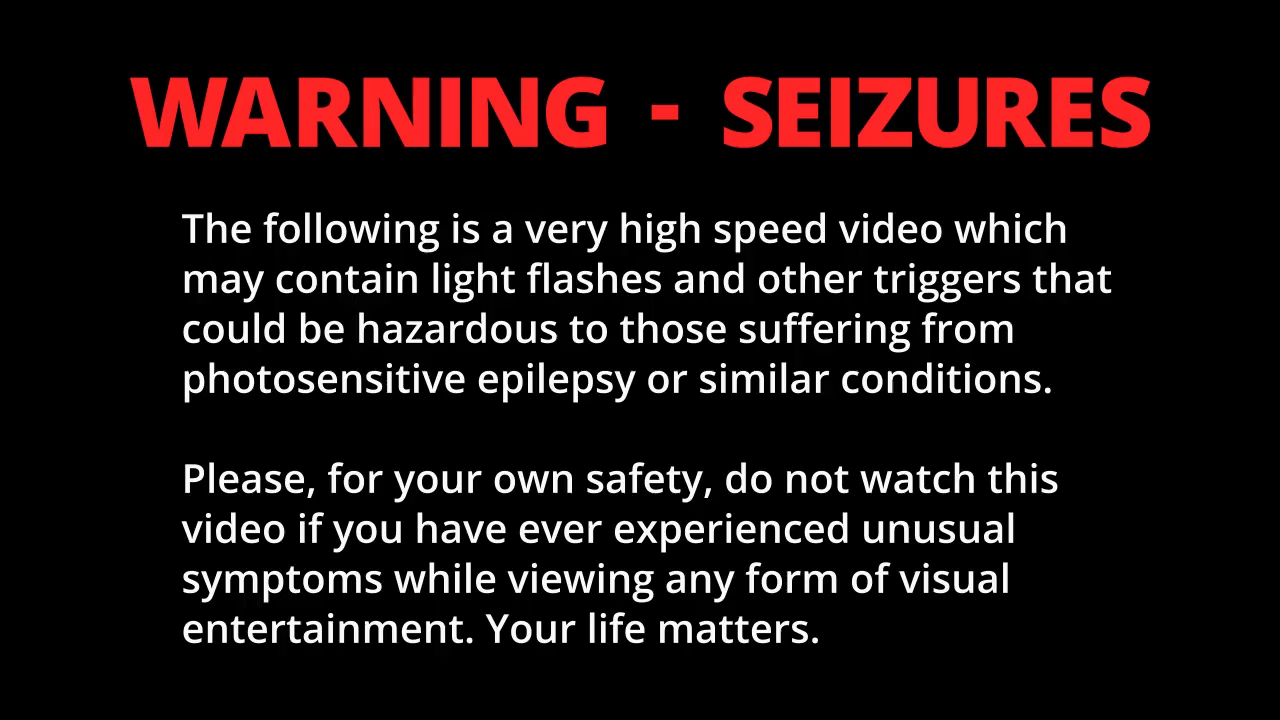 WARNING - SEIZURES
The following is a very high speed video which
may contain light flashes and other triggers that
could be hazardous to those suffering from
photosensitive epilepsy or similar conditions.
Please, for your own safety, do not watch this
video if you have ever experienced unusual
symptoms while viewing any form of visual
entertainment. Your life matters.